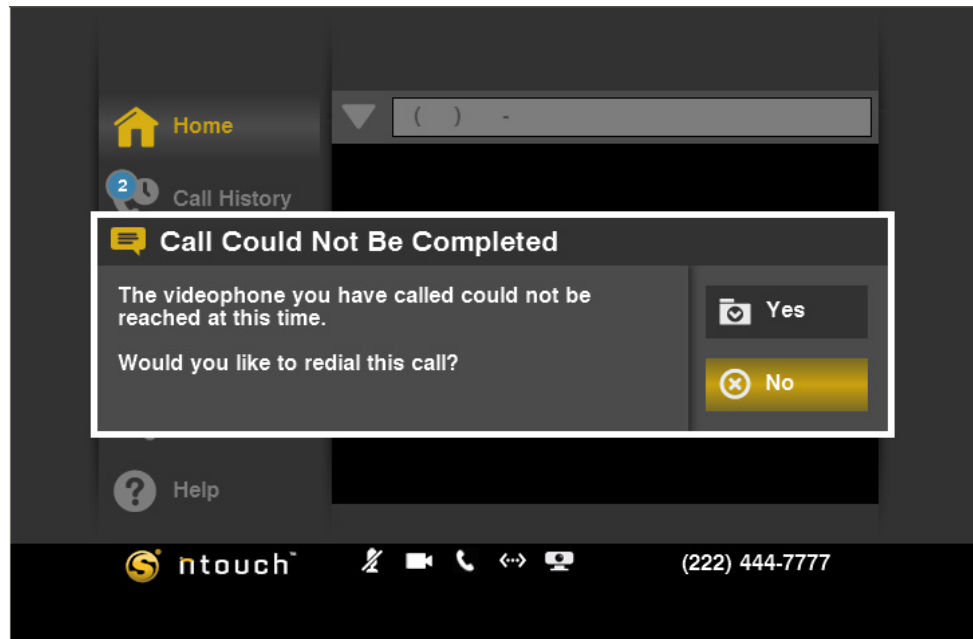 Home
( ) -
2
Call History
Call Could Not Be Completed
The videophone you have called could not be
reached at this time.
Would you like to redial this call?
Yes
No
Help
S ntouch™
(222) 444-7777